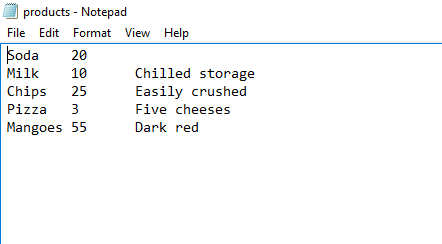 products - Notepad
File Edit Format View Help
Soda 20
Milk 10 Chilled storage
Chips 25 Easily crushed
Pizza 3 Five cheeses
Mangoes 55 Dark red